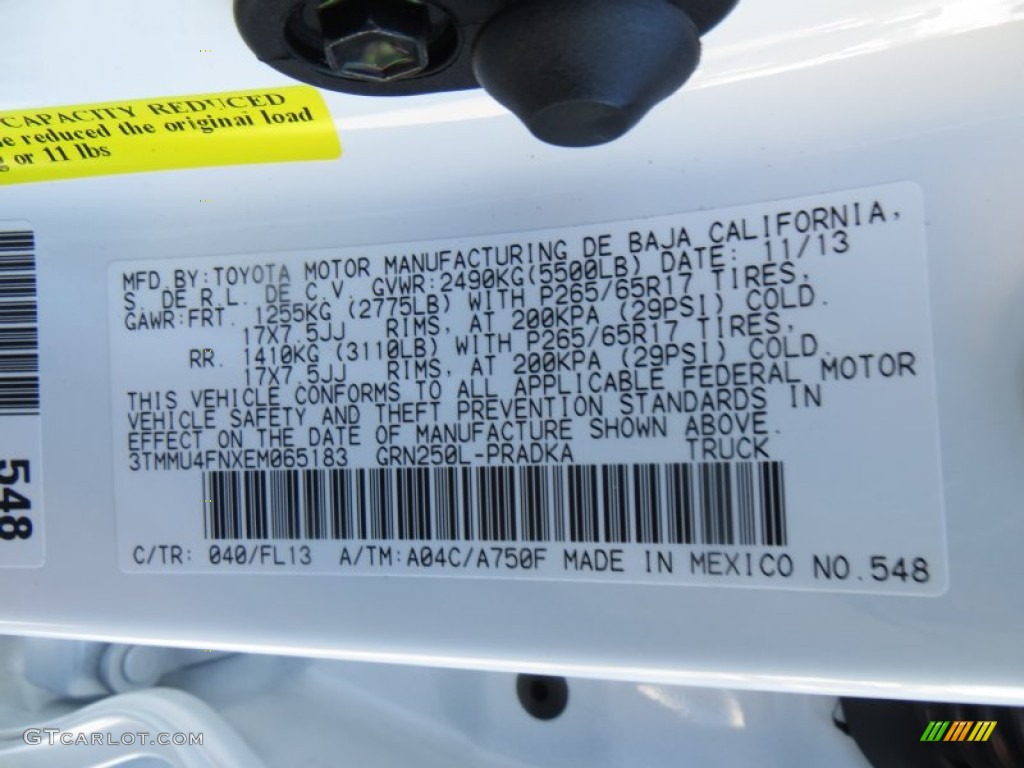 CAPACITY REDUCED
reduced the original load
or 11 lbs
MFD.BY:TOYOTA MOTOR MANUFACTURING DE BAJA CALIFORNIA,
S. DE R.L. DE C.V. GVWR:2490KG(5500LB) DATE: 11/13
GAWR:FRT. 1255KG (2775LB) WITH P265/65R17 TIRES,
17X7.5JJ RIMS, AT 200KPA (29PSI) COLD.
RR. 1410KG (3110LB) WITH P265/65R17 TIRES,
17X7.5JJ RIMS, AT 200KPA (29PSI) COLD.
THIS VEHICLE CONFORMS TO ALL APPLICABLE FEDERAL MOTOR
VEHICLE SAFETY AND THEFT PREVENTION STANDARDS IN
EFFECT ON THE DATE OF MANUFACTURE SHOWN ABOVE.
3TMMU4FNXEM065183 GRN250L-PRADKA TRUCK
C/TR: 040/FL13 A/TM:A04C/A750F MADE IN MEXICO NO.548
548
GTCARLOT.COM